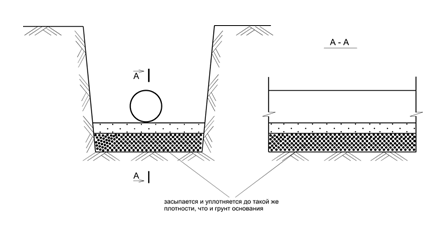 А - А
А
А
засыпается и уплотняется до такой же
плотности, что и грунт основания